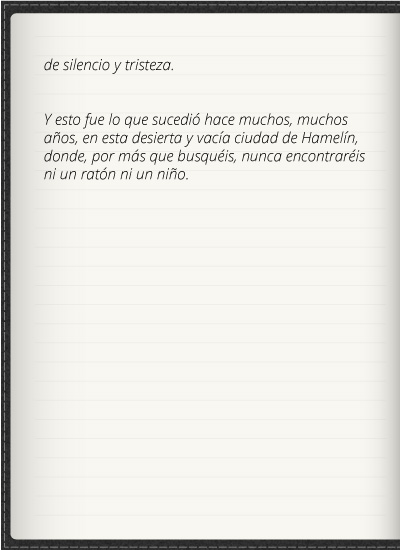 de silencio y tristeza.
Y esto fue lo que sucedió hace muchos, muchos
años, en esta desierta y vacía ciudad de Hamelín,
donde, por más que busquéis, nunca encontraréis
ni un ratón ni un niño.